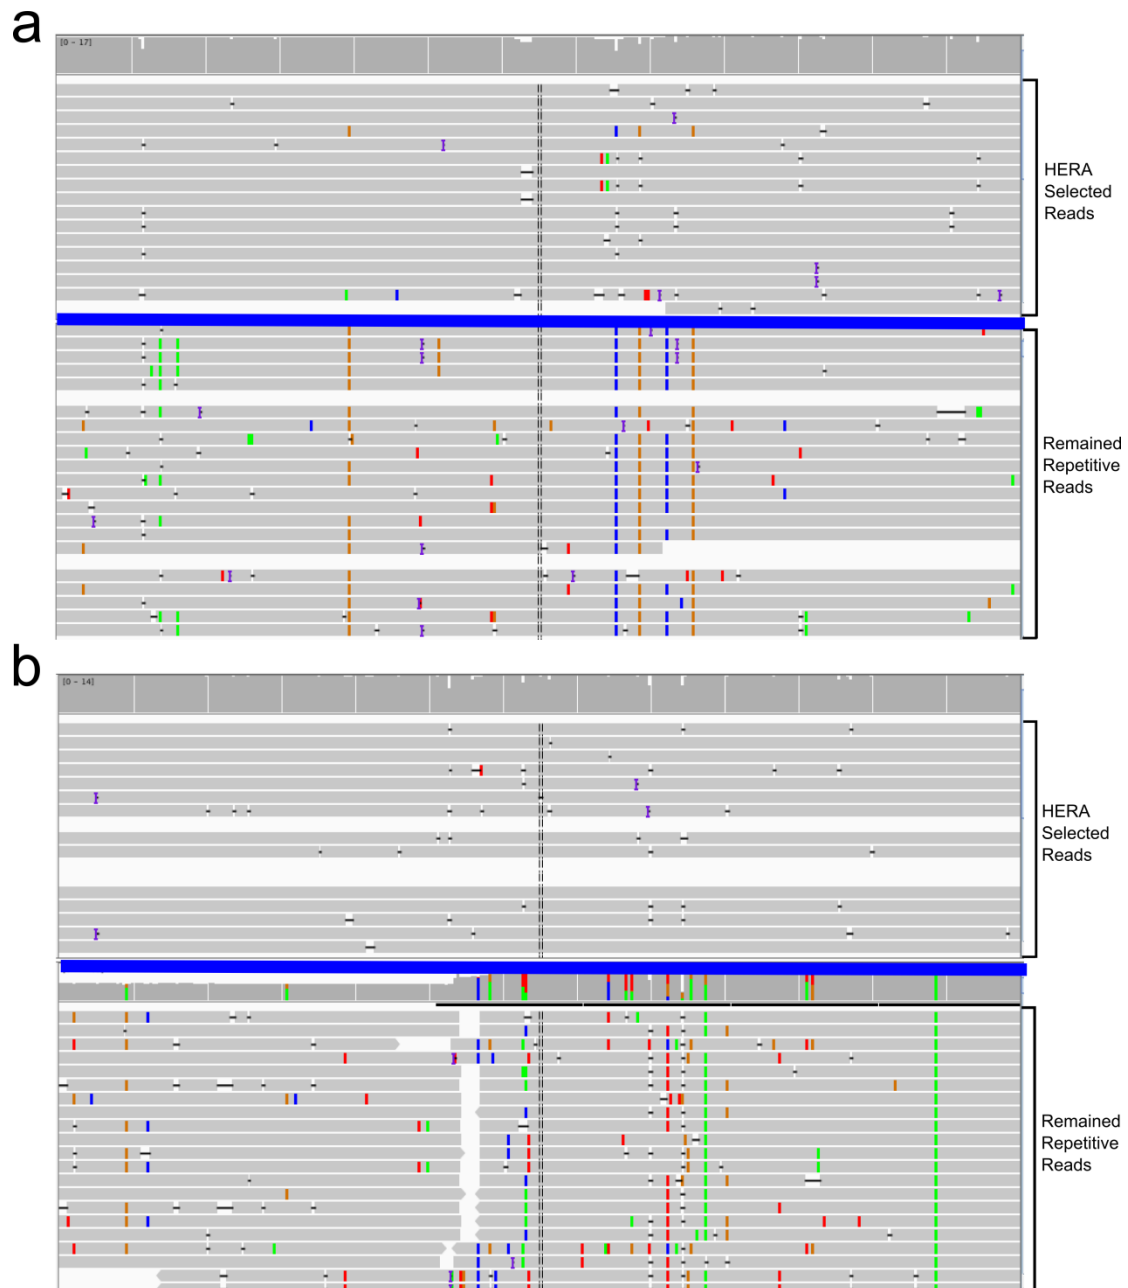 a
[0 - 17]
HERA
Selected
Reads
Remained
Repetitive
Reads
b
[0 - 14]
HERA
Selected
Reads
Remained
Repetitive
Reads